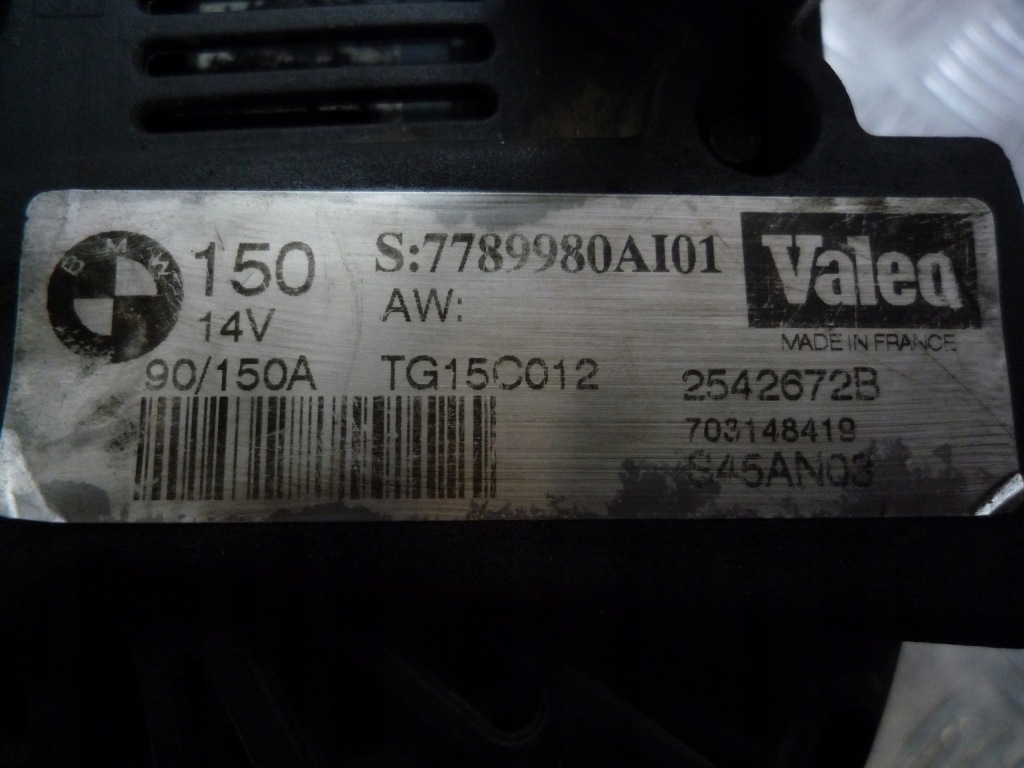 BMW
150
14V
90/150A
S:7789980AI01
AW:
TG15C012
Valeo
MADE IN FRANCE
2542672B
703148419
S45AN03